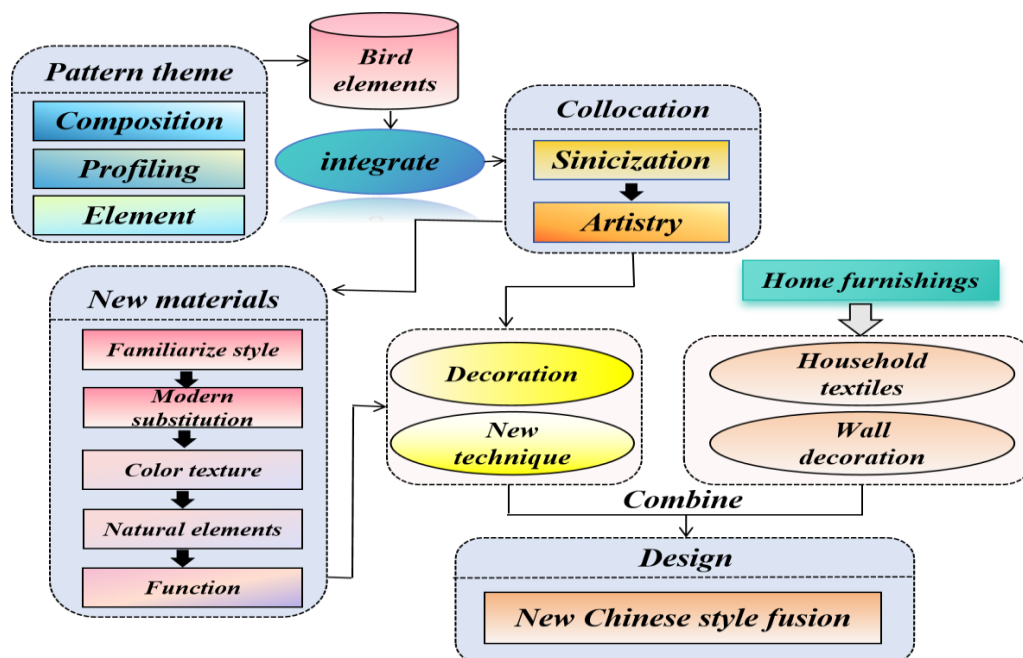 Pattern theme
Composition
Profiling
Element
Bird
elements
integrate
Collocation
Sinicization
Artistry
New materials
Familiarize style
Modern
substitution
Color texture
Natural elements
Function
Decoration
New
technique
Home furnishings
Household
textiles
Wall
decoration
Combine
Design
New Chinese style fusion